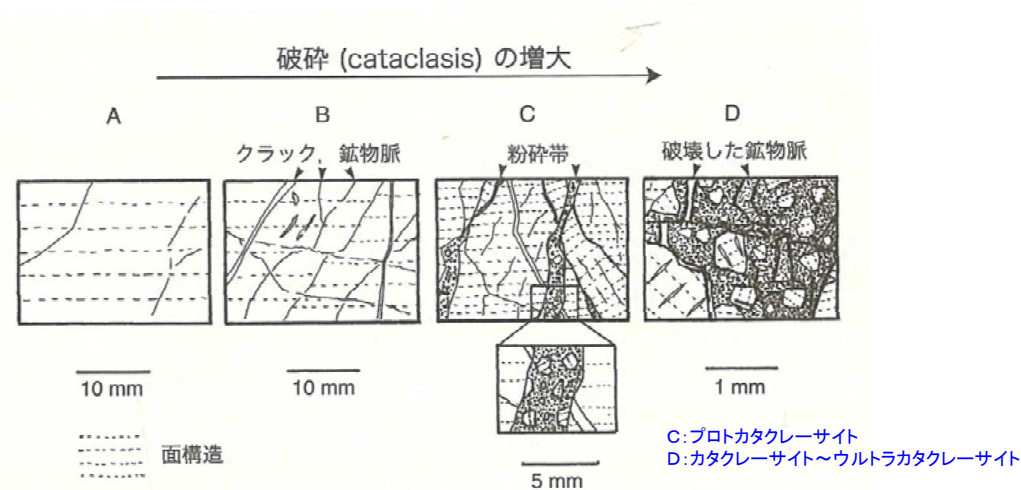 破砕 (cataclasis) の増大
A
B
C
D
クラック, 鉱物脈
粉砕帯
破壊した鉱物脈
10 mm
10 mm
1 mm
面構造
5 mm
C:プロトカタクレーサイト
D:カタクレーサイト~ウルトラカタクレーサイト